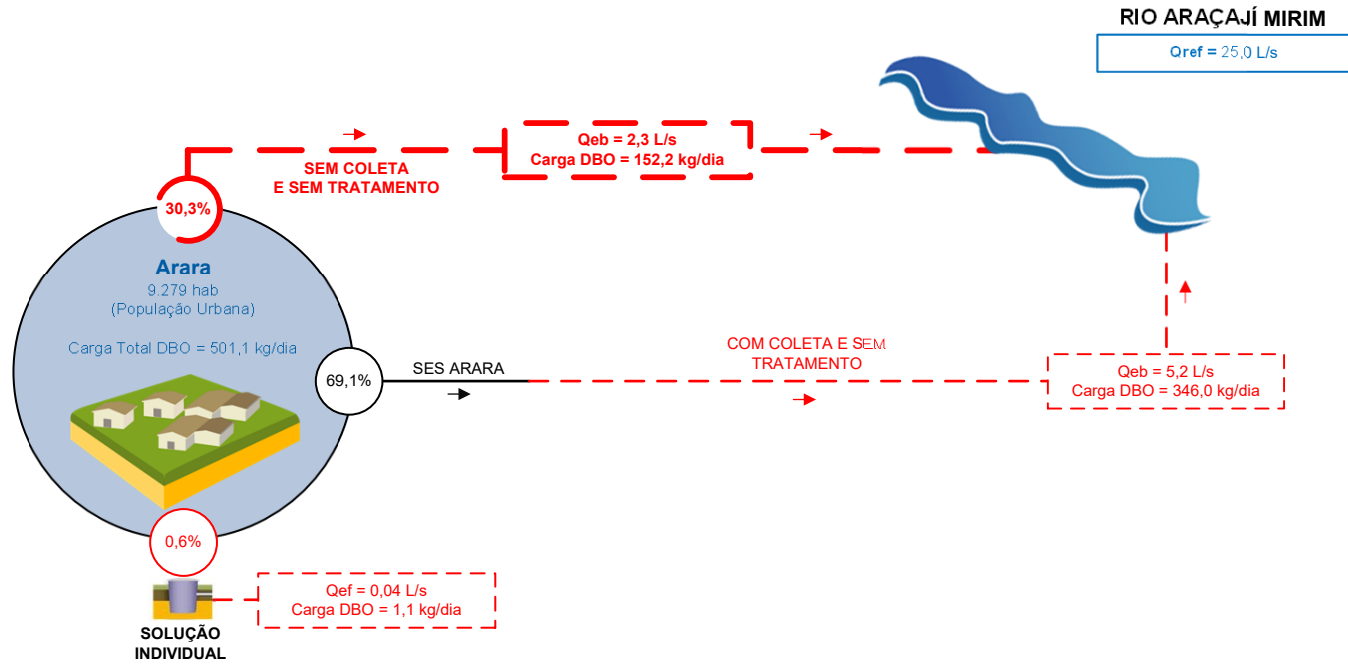 RIO ARAÇAJÍ MIRIM
Qref = 25,0 L/s
Qeb = 2,3 L/s
Carga DBO = 152,2 kg/dia
SEM COLETA
E SEM TRATAMENTO
30,3%
Arara
9.279 hab
(População Urbana)
Carga Total DBO = 501,1 kg/dia
69,1%
SES ARARA
COM COLETA E SEM
TRATAMENTO
Qeb = 5,2 L/s
Carga DBO = 346,0 kg/dia
0,6%
Qef = 0,04 L/s
Carga DBO = 1,1 kg/dia
SOLUÇÃO
INDIVIDUAL